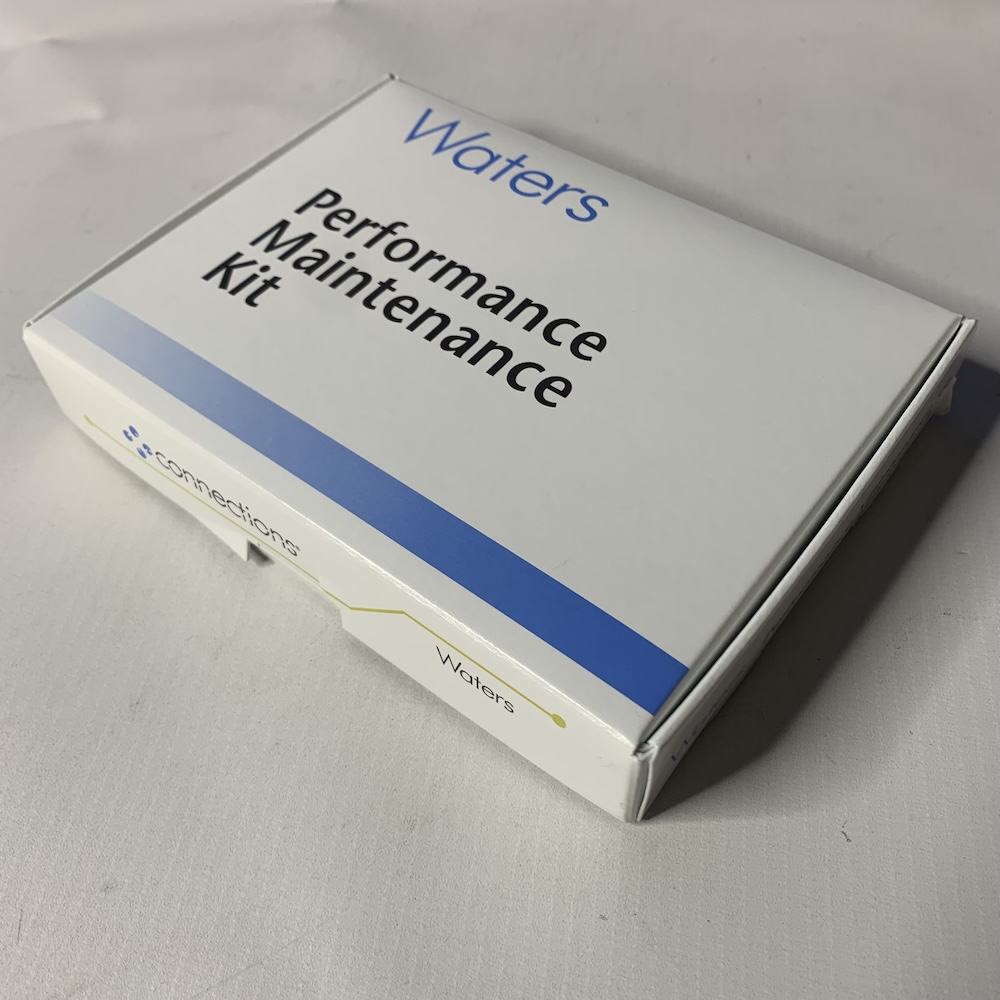 Waters
Performance
Maintenance
Kit
connections®
Waters